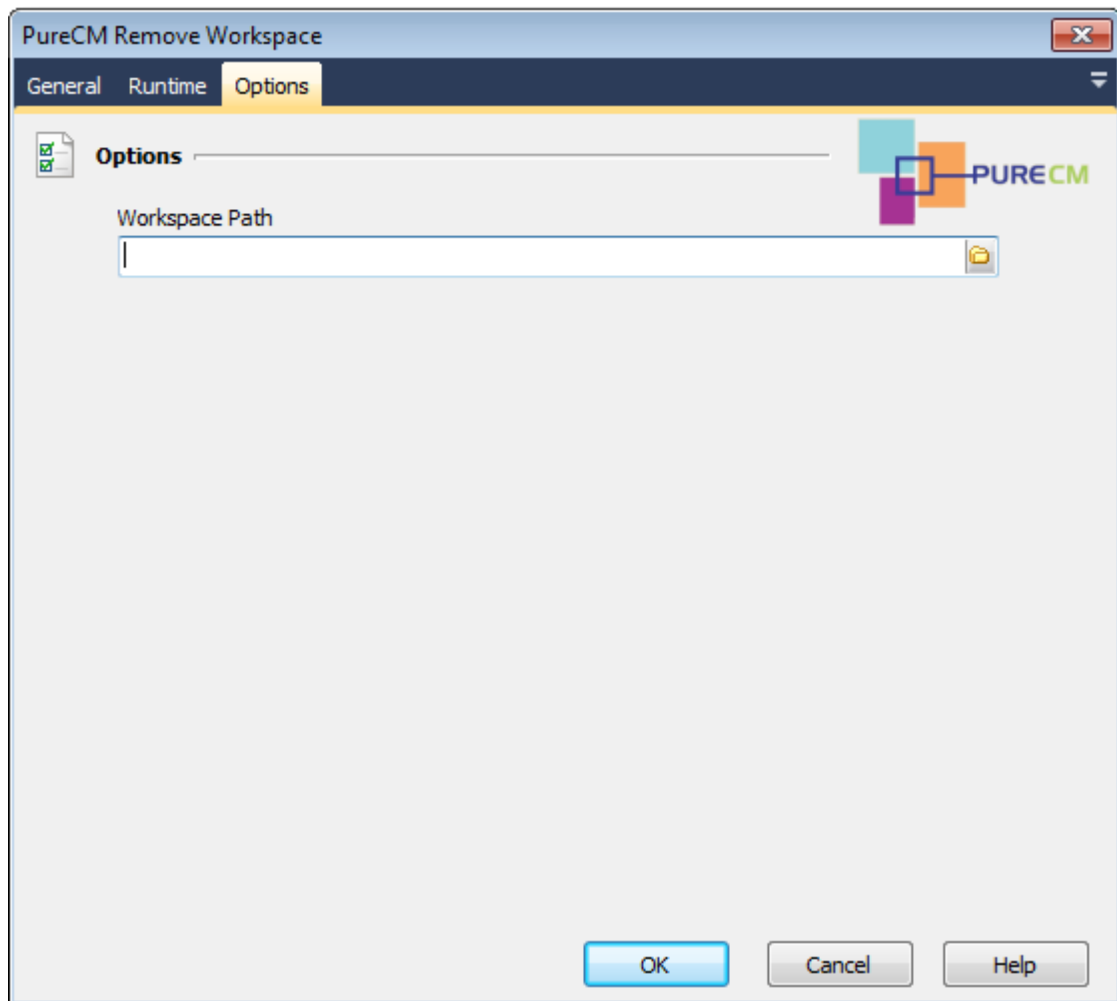 PureCM Remove Workspace
General Runtime Options
Options
PURECM
Workspace Path
OK Cancel Help